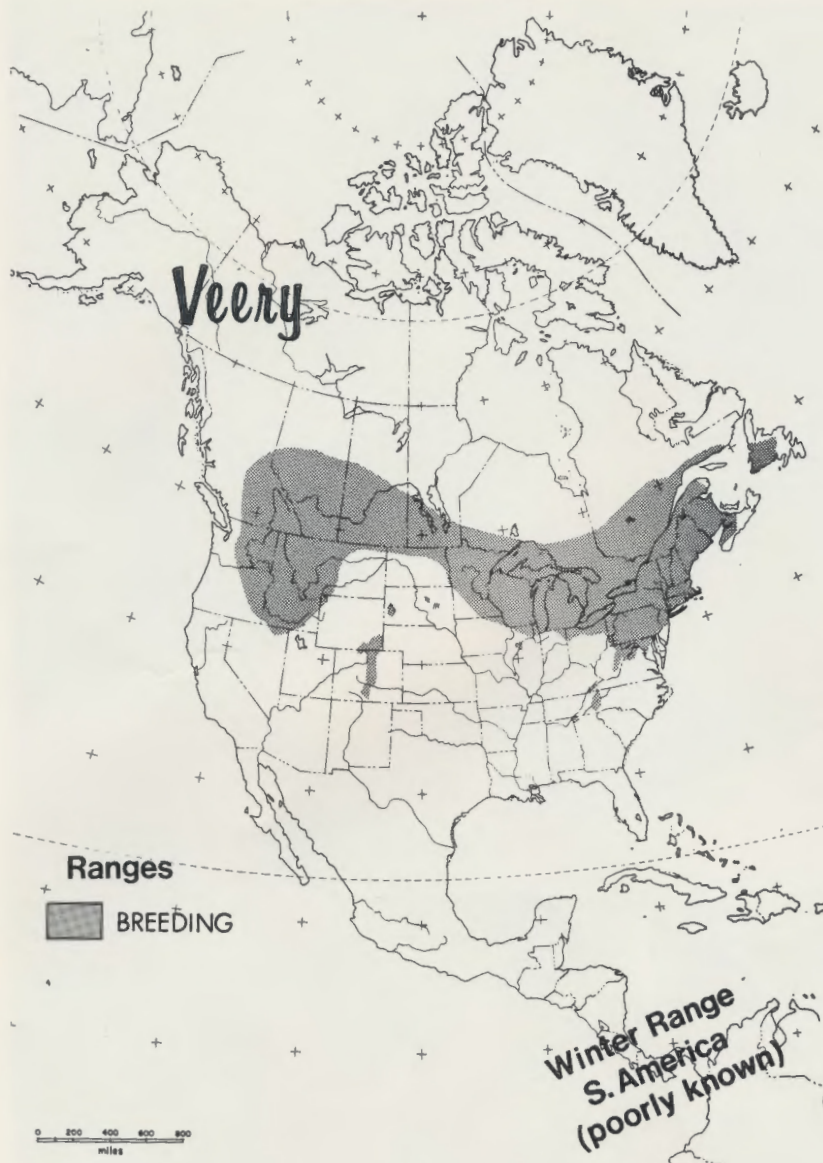 Veery
Ranges
BREEDING
Winter Range
S. America
(poorly known)
0 200 400 600 800
miles